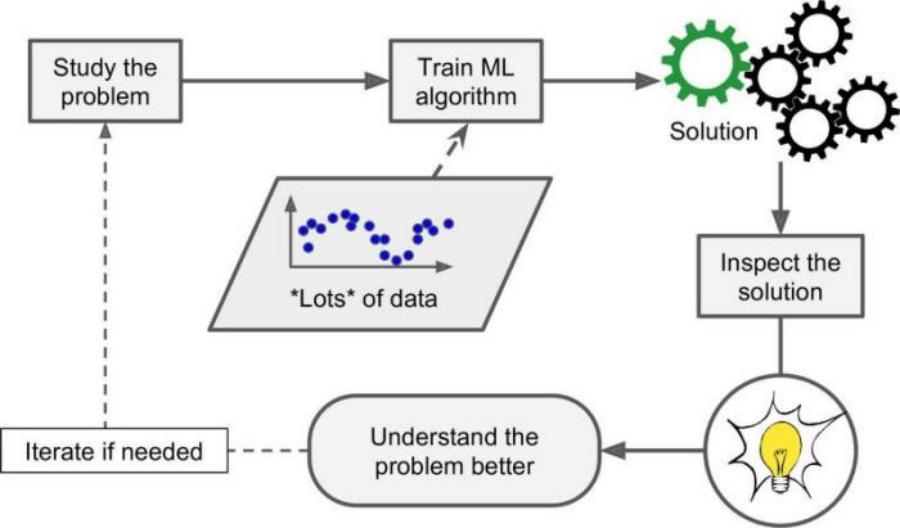 Study the
problem
Train ML
algorithm
Solution
*Lots* of data
Inspect the
solution
Understand the
problem better
Iterate if needed